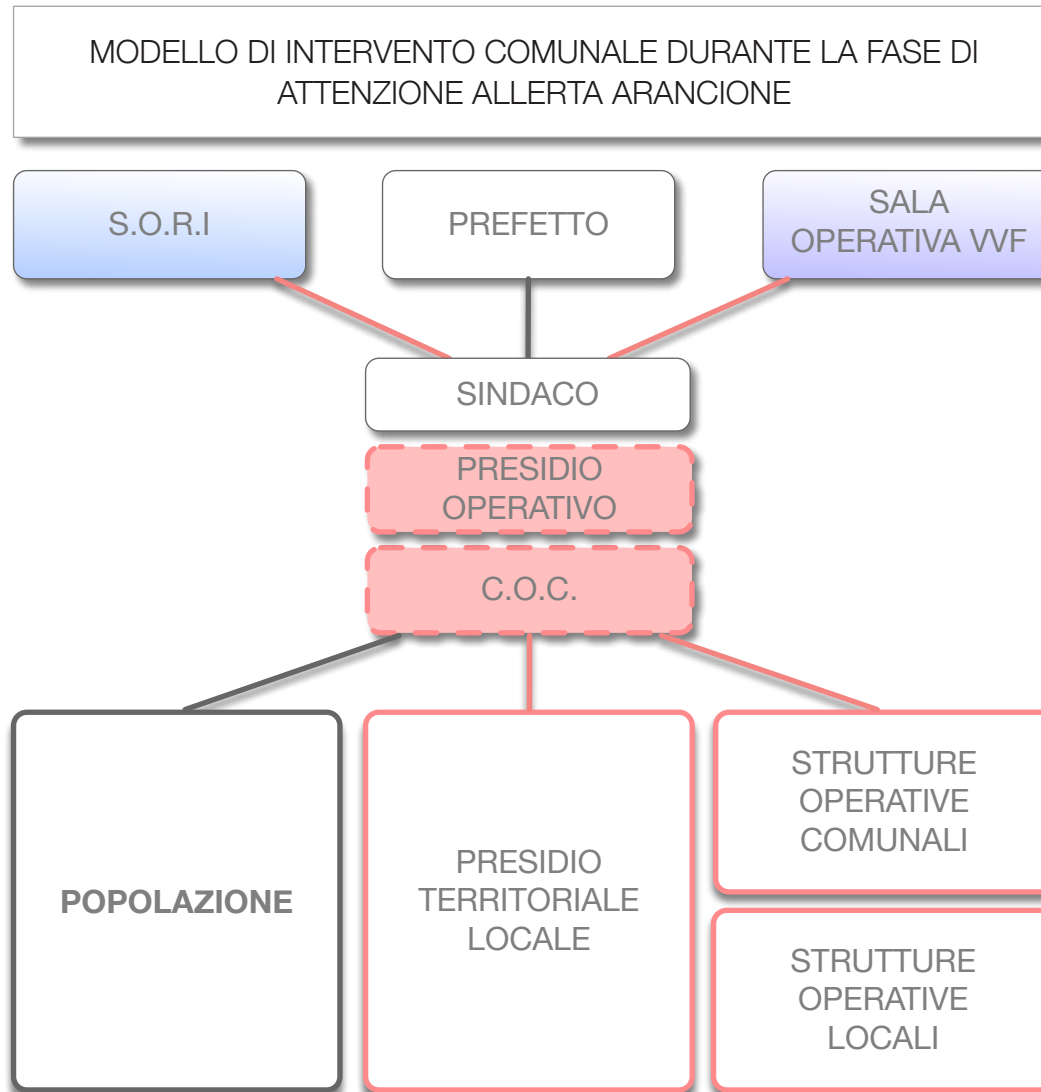 MODELLO DI INTERVENTO COMUNALE DURANTE LA FASE DI
ATTENZIONE ALLERTA ARANCIONE
S.O.R.I
PREFETTO
SALA
OPERATIVA VVF
SINDACO
PRESIDIO
OPERATIVO
C.O.C.
POPOLAZIONE
PRESIDIO
TERRITORIALE
LOCALE
STRUTTURE
OPERATIVE
COMUNALI
STRUTTURE
OPERATIVE
LOCALI